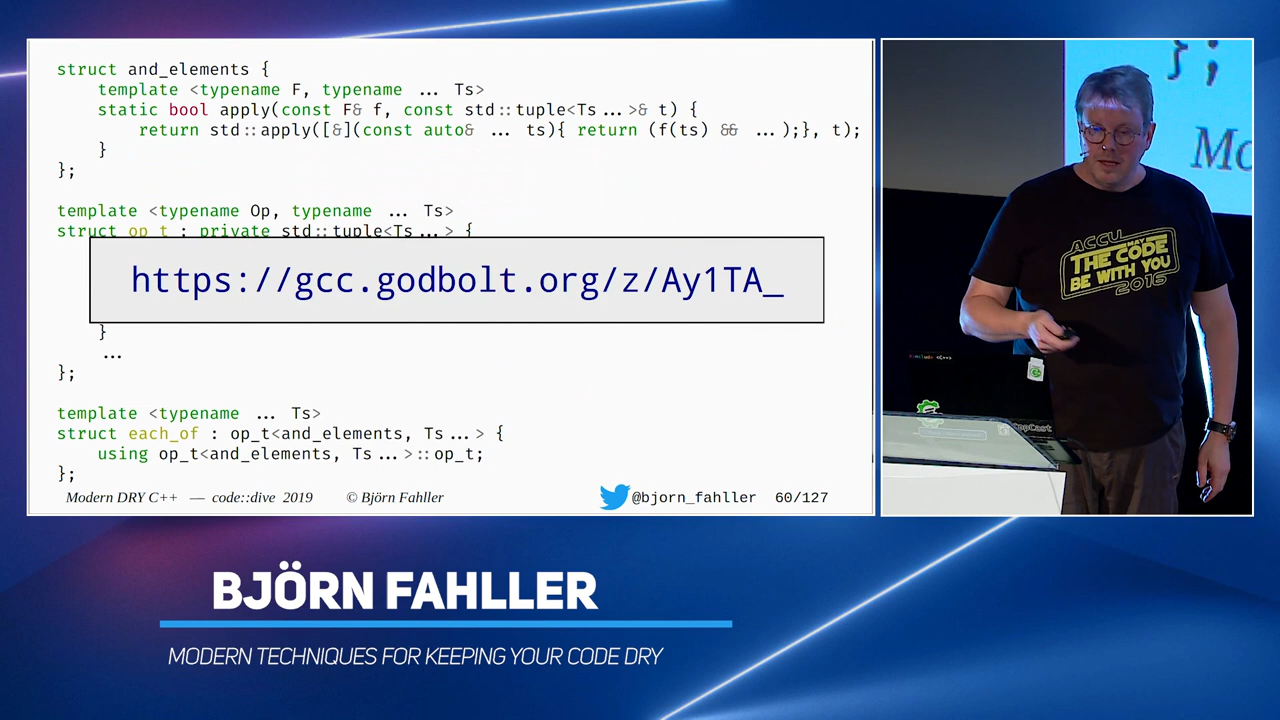 struct and_elements {
template <typename F, typename ... Ts>
static bool apply(const F& f, const std::tuple<Ts...>& t) {
return std::apply([&](const auto& ... ts){ return (f(ts) && ...);}, t);
}
};
template <typename Op, typename ... Ts>
struct op_t : private std::tuple<Ts...> {
https://gcc.godbolt.org/z/Ay1TA_
}
...
};
template <typename ... Ts>
struct each_of : op_t<and_elements, Ts...> {
using op_t<and_elements, Ts...>::op_t;
};
Modern DRY C++ — code::dive 2019 © Björn Fahller @bjorn_fahller 60/127
};
Mo
ACCU
MAY
THE CODE
BE WITH YOU
2016
#include <C++>
AppCast
BJÖRN FAHLLER
MODERN TECHNIQUES FOR KEEPING YOUR CODE DRY